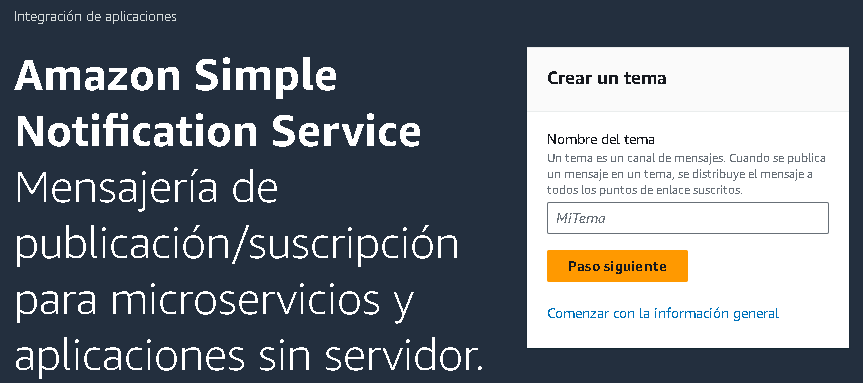 Integración de aplicaciones
Amazon Simple
Notification Service
Mensajería de
publicación/suscripción
para microservicios y
aplicaciones sin servidor.
Crear un tema
Nombre del tema
Un tema es un canal de mensajes. Cuando se publica
un mensaje en un tema, se distribuye el mensaje a
todos los puntos de enlace suscritos.
MiTema
Paso siguiente
Comenzar con la información general